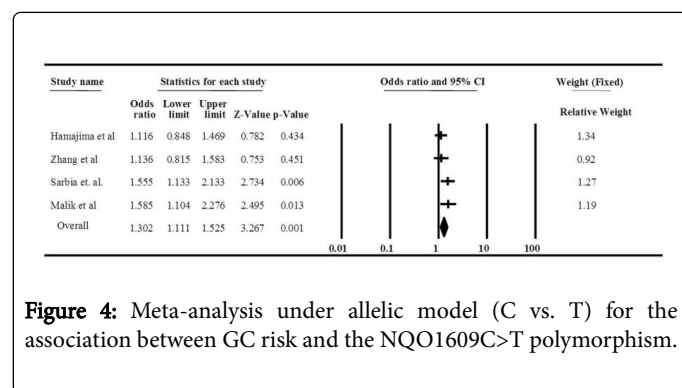 Study name Statistics for each study Odds ratio and 95% CI Weight (Fixed)
Odds ratio Lower limit Upper limit Z-Value p-Value Relative Weight
Hamajima et al 1.116 0.848 1.469 0.782 0.434 1.34
Zhang et al 1.136 0.815 1.583 0.753 0.451 0.92
Sarbia et. al. 1.555 1.133 2.133 2.734 0.006 1.27
Malik et al 1.585 1.104 2.276 2.495 0.013 1.19
Overall 1.302 1.111 1.525 3.267 0.001
0.01 0.1 1 10 100
Figure 4: Meta-analysis under allelic model (C vs. T) for the
association between GC risk and the NQO1609C>T polymorphism.